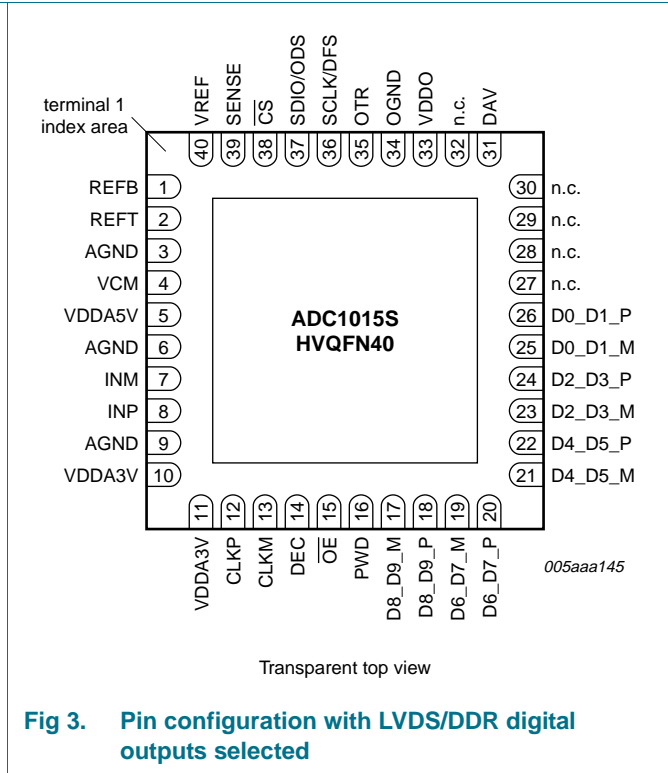 VREF
SENSE
CS
SDIO/ODS
SCLK/DFS
OTR
OGND
VDDO
n.c.
DAV
terminal 1
index area
40 39 38 37 36 35 34 33 32 31
REFB 1
REFT 2
AGND 3
VCM 4
VDDA5V 5
AGND 6
INM 7
INP 8
AGND 9
VDDA3V 10
ADC1015S
HVQFN40
30 n.c.
29 n.c.
28 n.c.
27 n.c.
26 D0_D1_P
25 D0_D1_M
24 D2_D3_P
23 D2_D3_M
22 D4_D5_P
21 D4_D5_M
11 12 13 14 15 16 17 18 19 20
VDDA3V
CLKP
CLKM
DEC
OE
PWD
D8_D9_M
D8_D9_P
D6_D7_M
D6_D7_P
005aaa145
Transparent top view
Fig 3. Pin configuration with LVDS/DDR digital
outputs selected